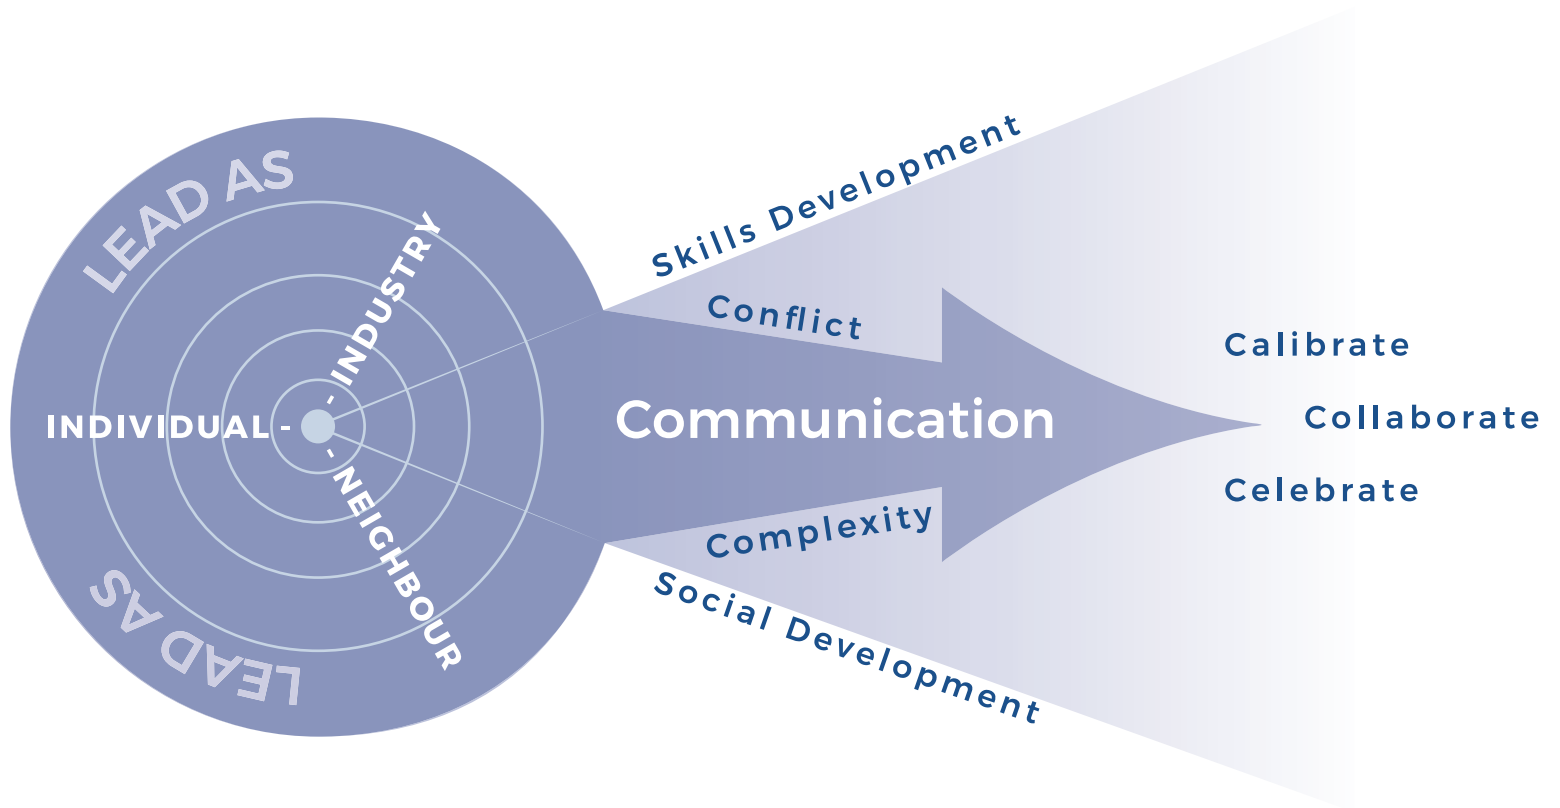 LEAD AS
- INDUSTRY
INDIVIDUAL -
- NEIGHBOUR
LEAD AS
Skills Development
Conflict
Communication
Complexity
Social Development
Calibrate
Collaborate
Celebrate